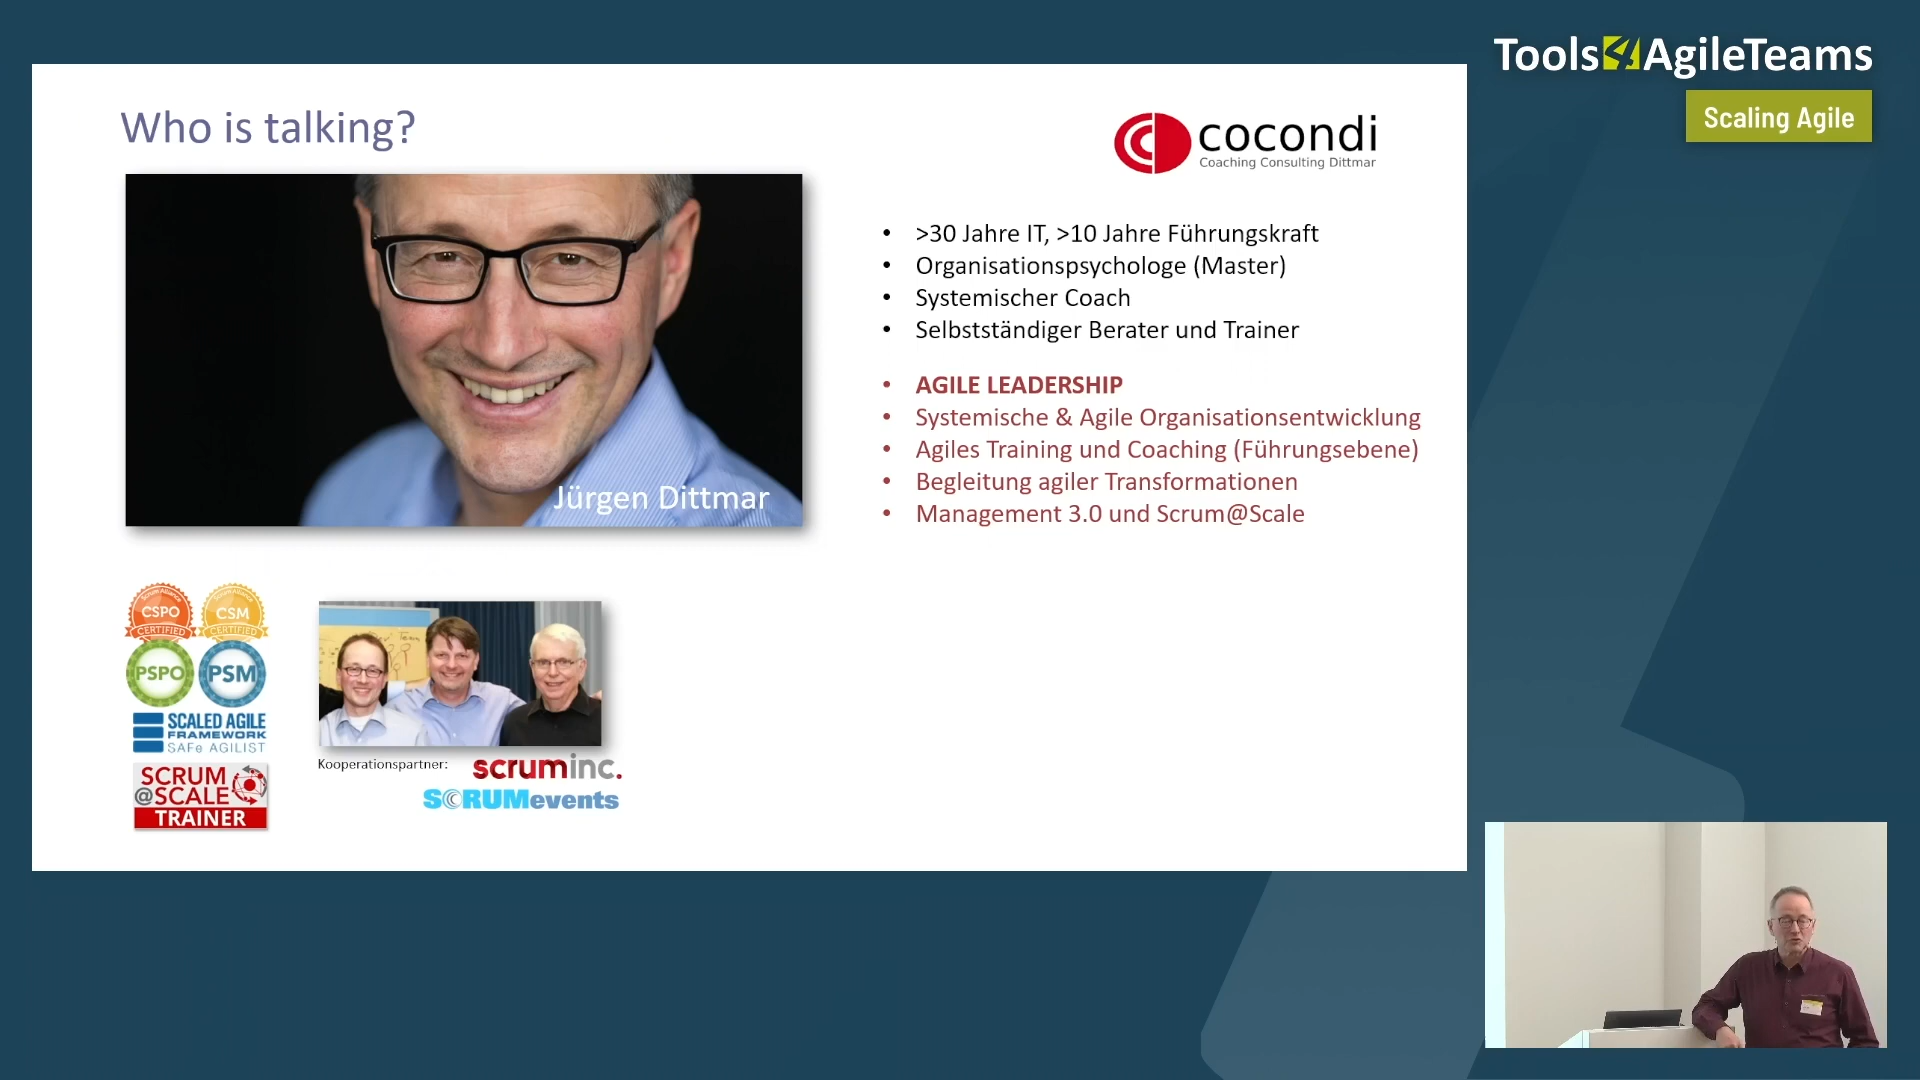 Tools4AgileTeams
Scaling Agile
Who is talking?
cocondi
Coaching Consulting Dittmar
Jürgen Dittmar
• >30 Jahre IT, >10 Jahre Führungskraft
• Organisationspsychologe (Master)
• Systemischer Coach
• Selbstständiger Berater und Trainer
• AGILE LEADERSHIP
• Systemische & Agile Organisationsentwicklung
• Agiles Training und Coaching (Führungsebene)
• Begleitung agiler Transformationen
• Management 3.0 und Scrum@Scale
CSPO
CERTIFIED
CSM
CERTIFIED
PSPO
PSM
SCALED AGILE
FRAMEWORK
SAFe AGILIST
SCRUM
@SCALE
TRAINER
Kooperationspartner:
scruminc.
SCRUMevents